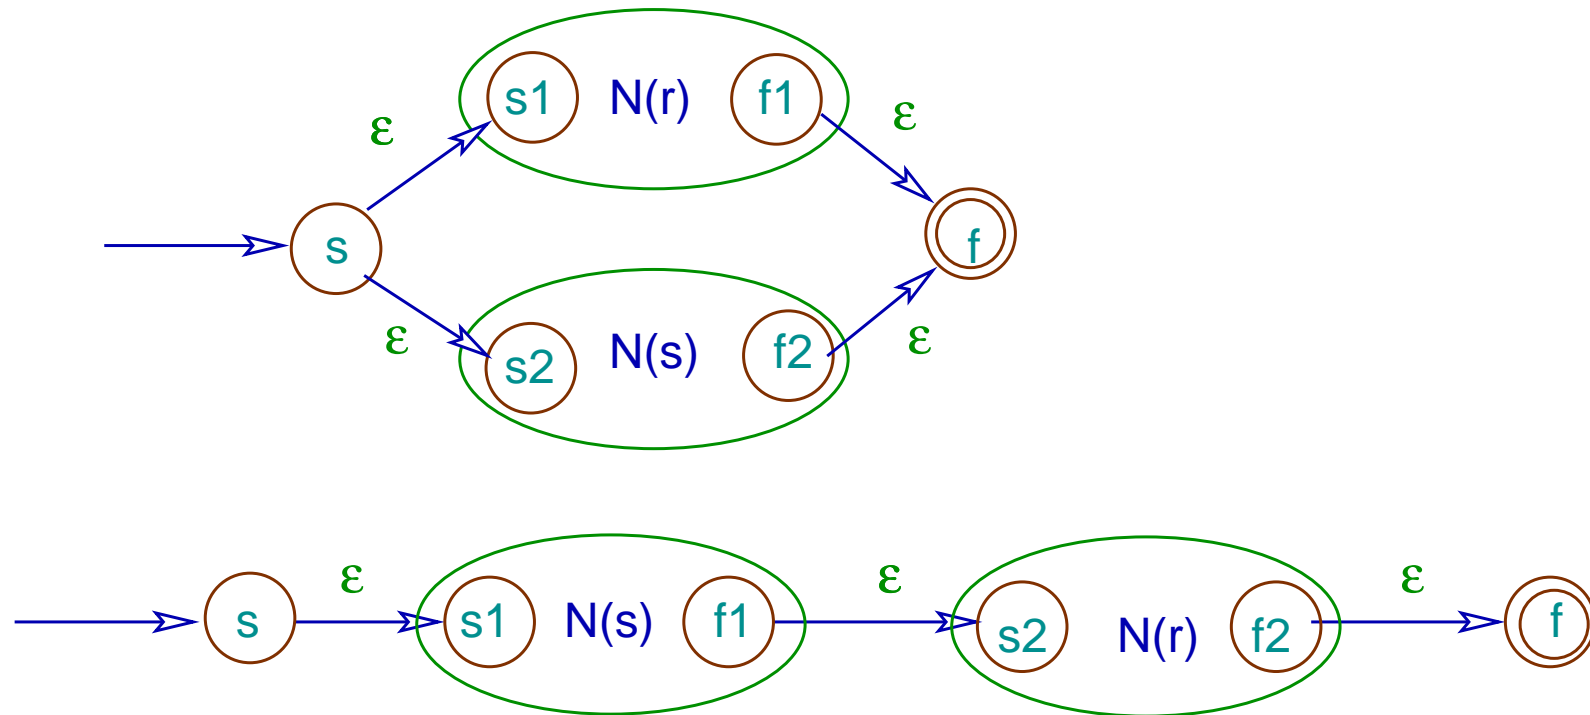 s1 N(r) f1
ε ε
s f
ε ε
s2 N(s) f2
ε ε ε
s s1 N(s) f1 s2 N(r) f2 f